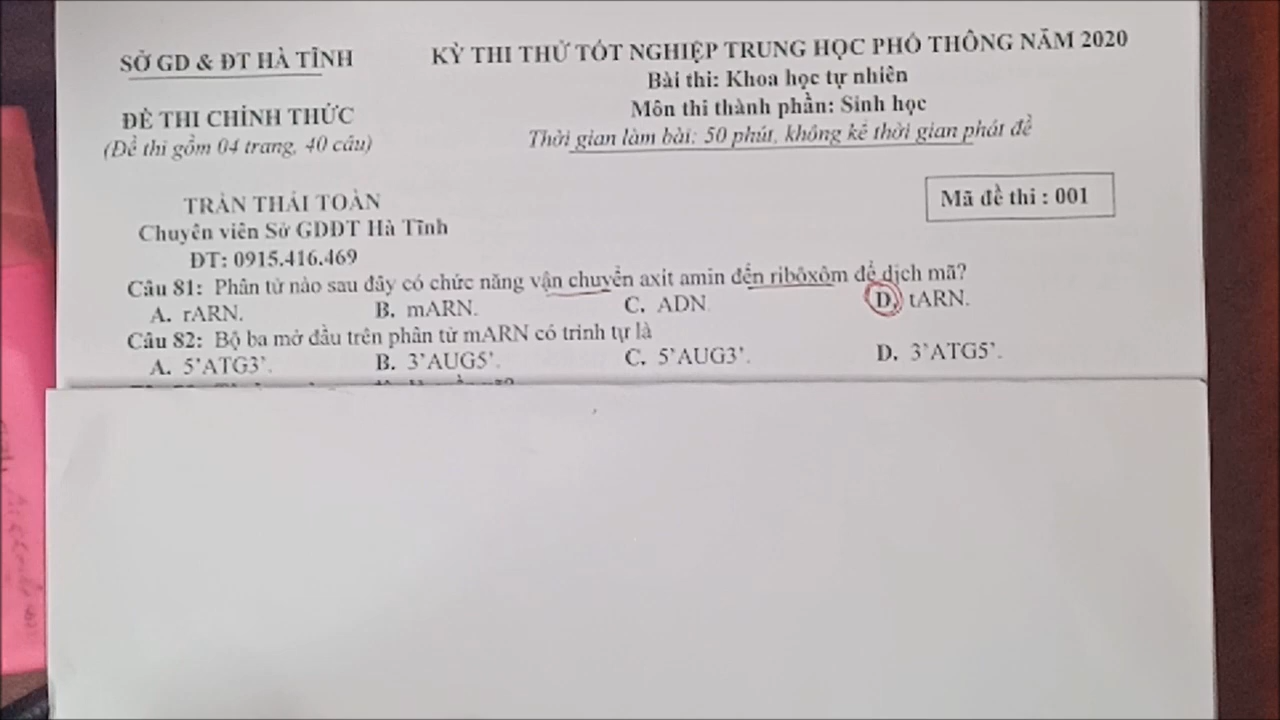 SỞ GD & ĐT HÀ TĨNH
ĐỀ THI CHÍNH THỨC
(Đề thi gồm 04 trang, 40 câu)
KỲ THI THỬ TỐT NGHIỆP TRUNG HỌC PHỔ THÔNG NĂM 2020
Bài thi: Khoa học tự nhiên
Môn thi thành phần: Sinh học
Thời gian làm bài: 50 phút, không kể thời gian phát đề
TRẦN THÁI TOÀN
Chuyên viên Sở GDĐT Hà Tĩnh
ĐT: 0915.416.469
Mã đề thi : 001
Câu 81: Phân tử nào sau đây có chức năng vận chuyển axit amin đến ribôxôm để dịch mã?
A. rARN. B. mARN. C. ADN. D. tARN.
Câu 82: Bộ ba mở đầu trên phân tử mARN có trình tự là
A. 5’ATG3’. B. 3’AUG5’. C. 5’AUG3’. D. 3’ATG5’.